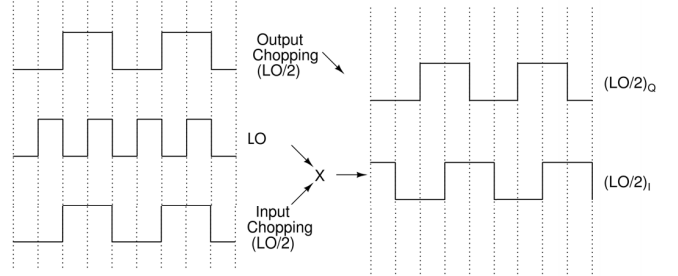 Output
Chopping
(LO/2)
LO
X
Input
Chopping
(LO/2)
(LO/2)Q
(LO/2)I